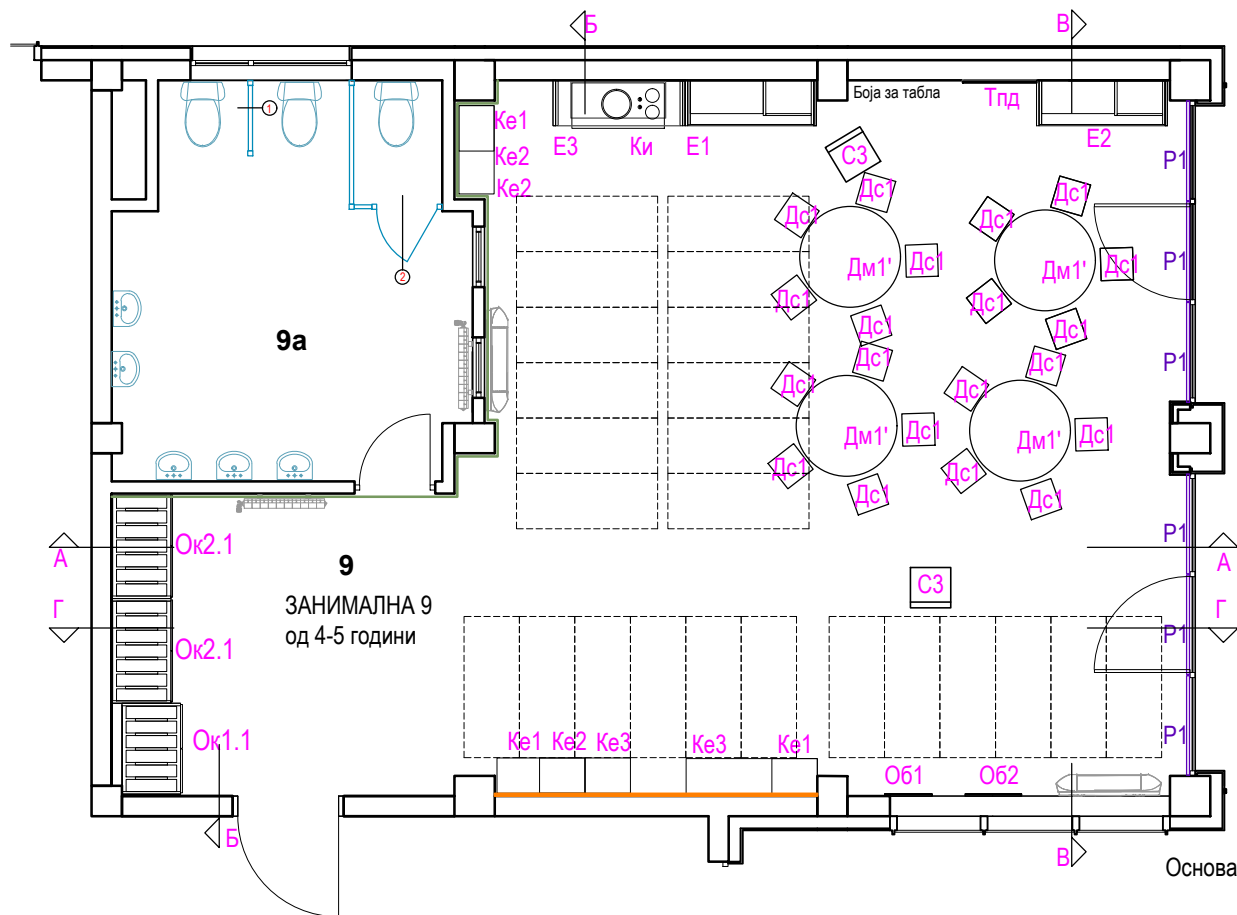 Б
В
1
Ке1
Ке2
Ке2
Е3
Ки
Е1
Боја за табла
Тпд
Е2
С3
Р1
Дс1
Дс1
Дс1
Дс1
Дс1
Дм1'
Дс1
Дс1
Дс1
Дс1
Дс1
Дм1'
Р1
2
9а
Р1
Дс1
Дс1
Дс1
Дс1
Дс1
Дм1'
Дс1
Дс1
Дс1
Дс1
Дс1
Дм1'
А
Г
Ок2.1
Ок2.1
Ок1.1
9
ЗАНИМАЛНА 9
од 4-5 години
С3
Р1
А
Г
Р1
Р1
Ке1
Ке2
Ке3
Ке3
Ке1
Об1
Об2
Б
В
Основа